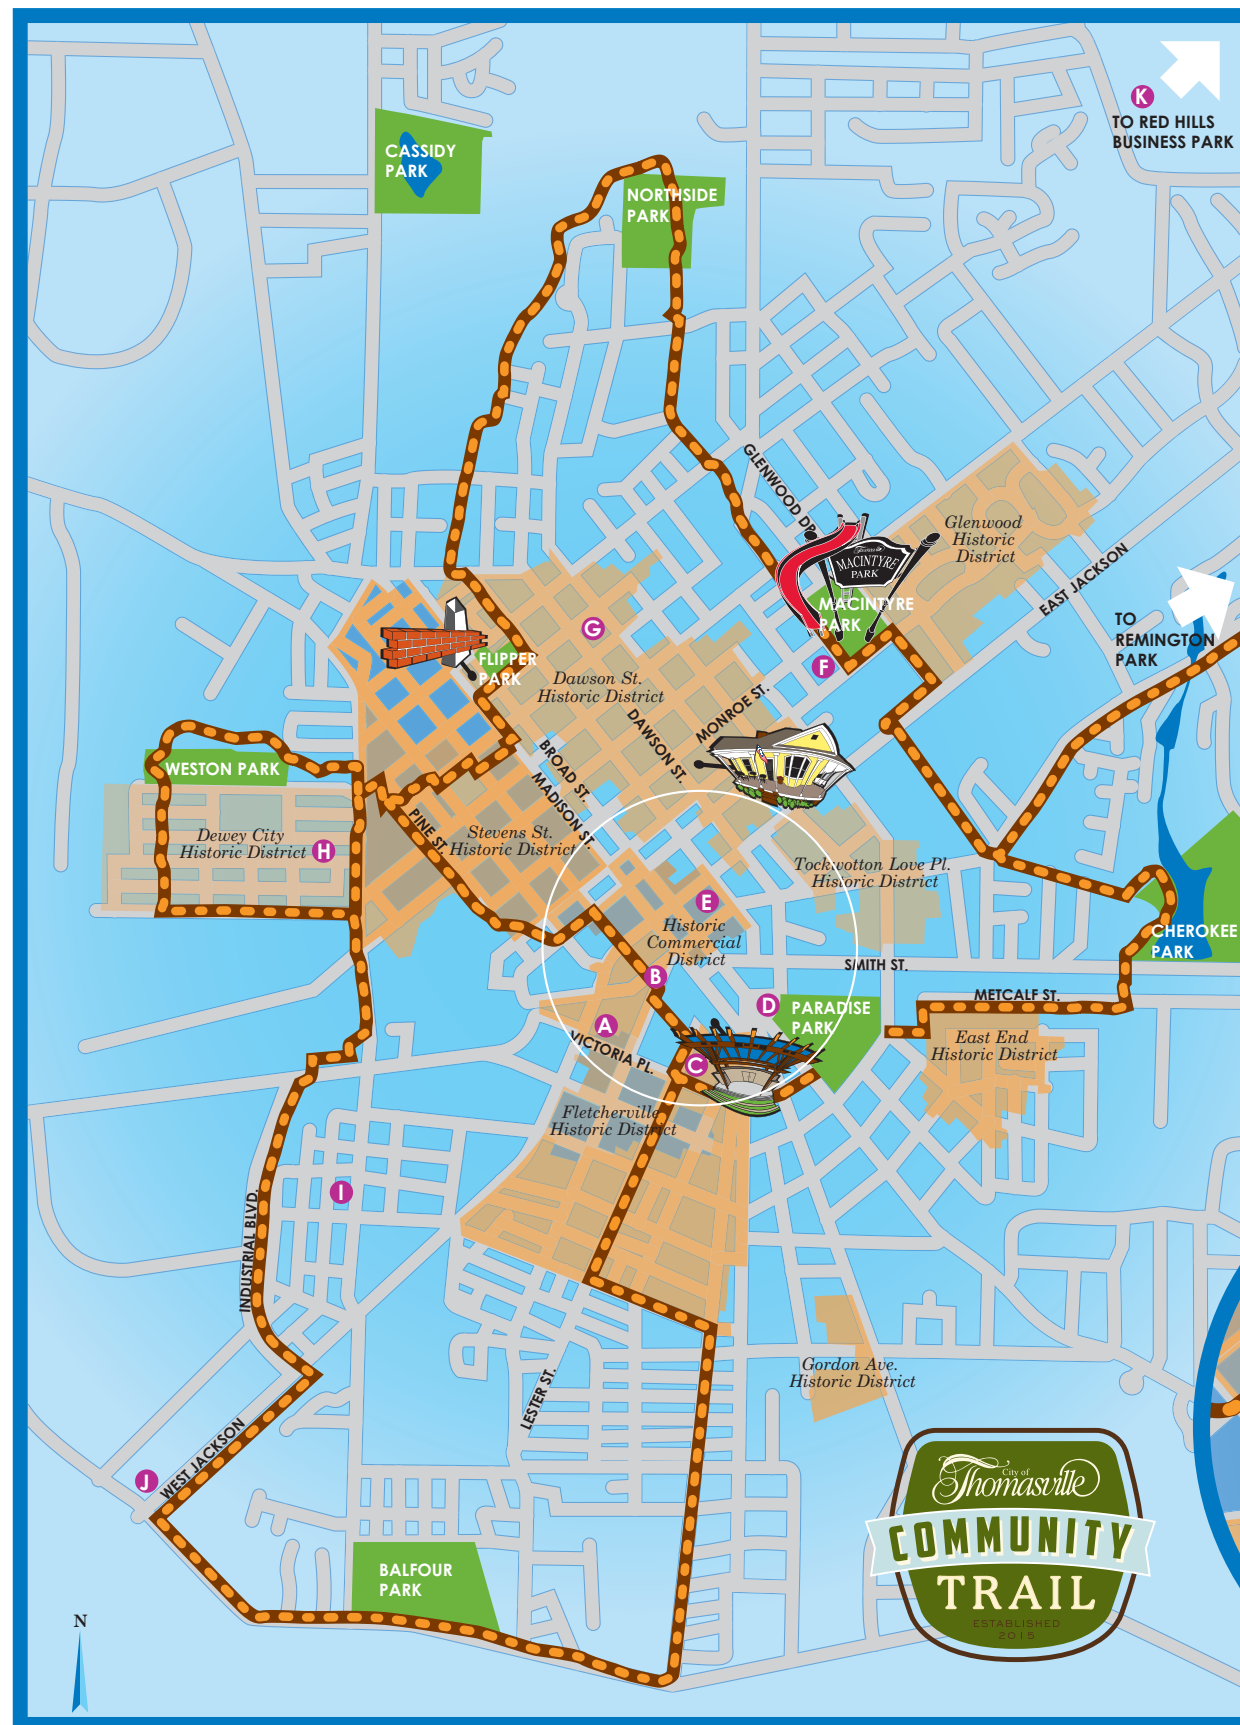 K
TO RED HILLS
BUSINESS PARK
CASSIDY
PARK
NORTHSIDE
PARK
GLENWOOD DR.
Glenwood
Historic
District
Thomasville
MACINTYRE
PARK
MACINTYRE
PARK
EAST JACKSON
TO
REMINGTON
PARK
G
F
FLIPPER
PARK
Dawson St.
Historic District
MONROE ST.
DAWSON ST.
BROAD ST.
MADISON ST.
WESTON PARK
PINE ST.
Stevens St.
Historic District
Dewey City
Historic District
H
Tockwotton Love Pl.
Historic District
E
Historic
Commercial
District
CHEROKEE
PARK
SMITH ST.
B
METCALF ST.
D
PARADISE
PARK
A
VICTORIA PL.
East End
Historic District
C
Fletcherville
Historic District
I
INDUSTRIAL BLVD.
Gordon Ave.
Historic District
LESTER ST.
WEST JACKSON
J
BALFOUR
PARK
City of
Thomasville
COMMUNITY
TRAIL
ESTABLISHED
2015
N